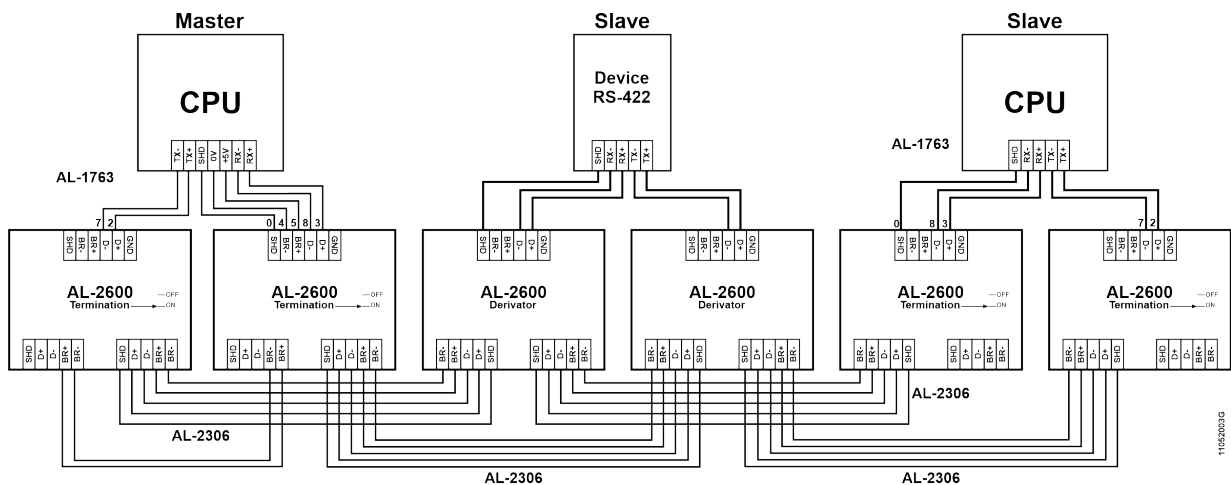 Master
Slave
Slave
CPU
Device
RS-422
CPU
TX-
TX+
SHD
0V
+5V
RX-
RX+
SHD
RX-
RX+
TX-
TX+
SHD
RX-
RX+
TX-
TX+
AL-1763
AL-1763
7 2
0 4 5 8 3
0 8 3
7 2
SHD
BR-
BR+
D-
D+
GND
SHD
BR-
BR+
D-
D+
GND
SHD
BR-
BR+
D-
D+
GND
SHD
BR-
BR+
D-
D+
GND
SHD
BR-
BR+
D-
D+
GND
SHD
BR-
BR+
D-
D+
GND
AL-2600
Termination
OFF
ON
AL-2600
Termination
OFF
ON
AL-2600
Derivator
AL-2600
Derivator
AL-2600
Termination
OFF
ON
AL-2600
Termination
OFF
ON
SHD
D+
D-
BR+
BR-
SHD
D+
D-
BR+
BR-
SHD
D+
D-
BR-
BR+
SHD
D+
D-
BR+
BR-
BR-
BR+
D-
D+
SHD
SHD
D+
D-
BR+
BR-
BR-
BR+
D-
D+
SHD
SHD
D+
D-
BR+
BR-
BR-
BR+
D-
D+
SHD
SHD
D+
D-
BR+
BR-
BR-
BR+
D-
D+
SHD
SHD
D+
D-
BR+
BR-
AL-2306
AL-2306
AL-2306
AL-2306
11052003G